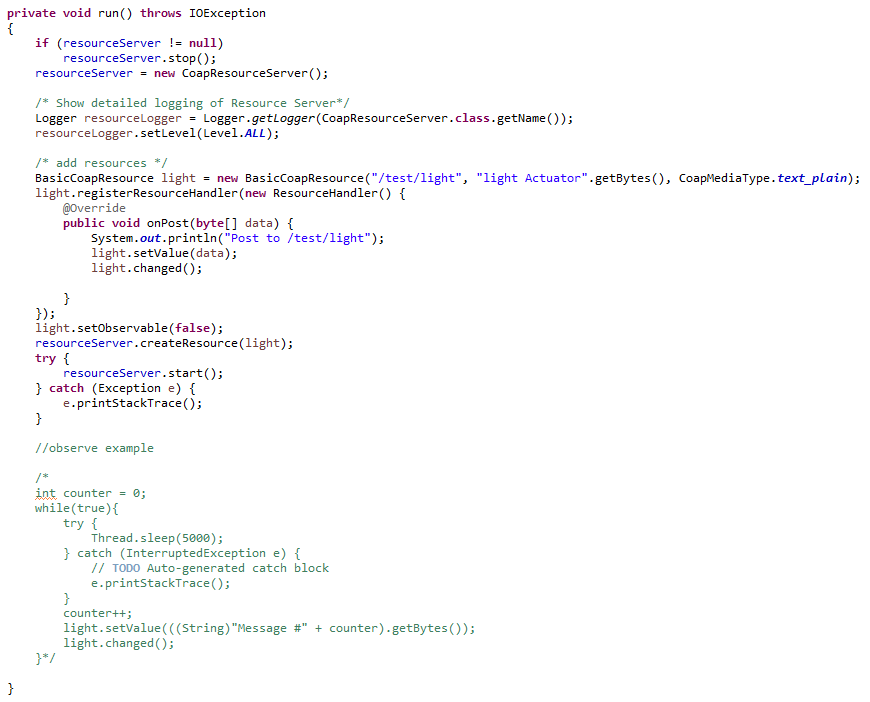 private void run() throws IOException
{
    if (resourceServer != null)
        resourceServer.stop();
    resourceServer = new CoapResourceServer();

    /* Show detailed logging of Resource Server*/
    Logger resourceLogger = Logger.getLogger(CoapResourceServer.class.getName());
    resourceLogger.setLevel(Level.ALL);

    /* add resources */
    BasicCoapResource light = new BasicCoapResource("/test/light", "light Actuator".getBytes(), CoapMediaType.text_plain);
    light.registerResourceHandler(new ResourceHandler() {
        @Override
        public void onPost(byte[] data) {
            System.out.println("Post to /test/light");
            light.setValue(data);
            light.changed();

        }
    });
    light.setObservable(false);
    resourceServer.createResource(light);
    try {
        resourceServer.start();
    } catch (Exception e) {
        e.printStackTrace();
    }

    //observe example

    /*
    int counter = 0;
    while(true){
        try {
            Thread.sleep(5000);
        } catch (InterruptedException e) {
            // TODO Auto-generated catch block
            e.printStackTrace();
        }
        counter++;
        light.setValue(((String)"Message #" + counter).getBytes());
        light.changed();
    }*/

}